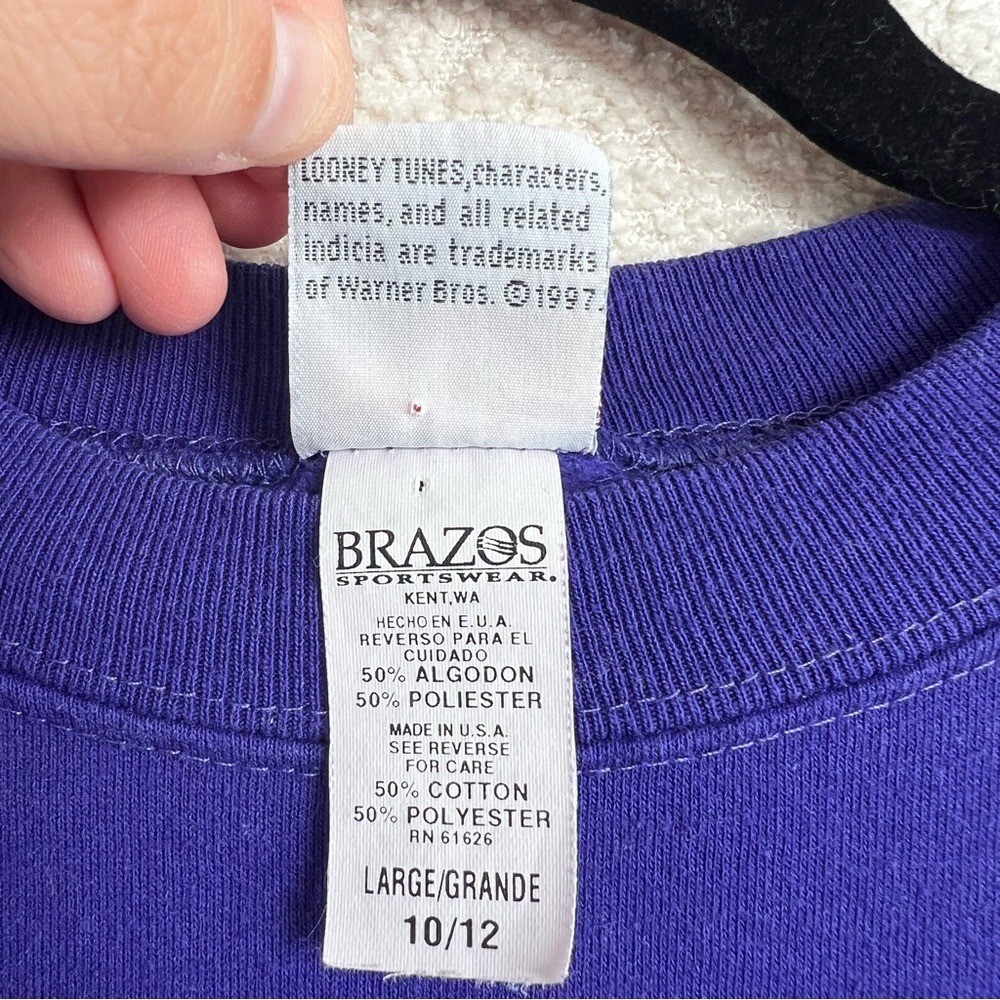 LOONEY TUNES, characters,
names, and all related
indicia are trademarks
of Warner Bros. ©1997.
BRAZOS
SPORTSWEAR.
KENT, WA
HECHO EN E.U.A.
REVERSO PARA EL
CUIDADO
50% ALGODON
50% POLIESTER
MADE IN U.S.A.
SEE REVERSE
FOR CARE
50% COTTON
50% POLYESTER
RN 61626
LARGE/GRANDE
10/12